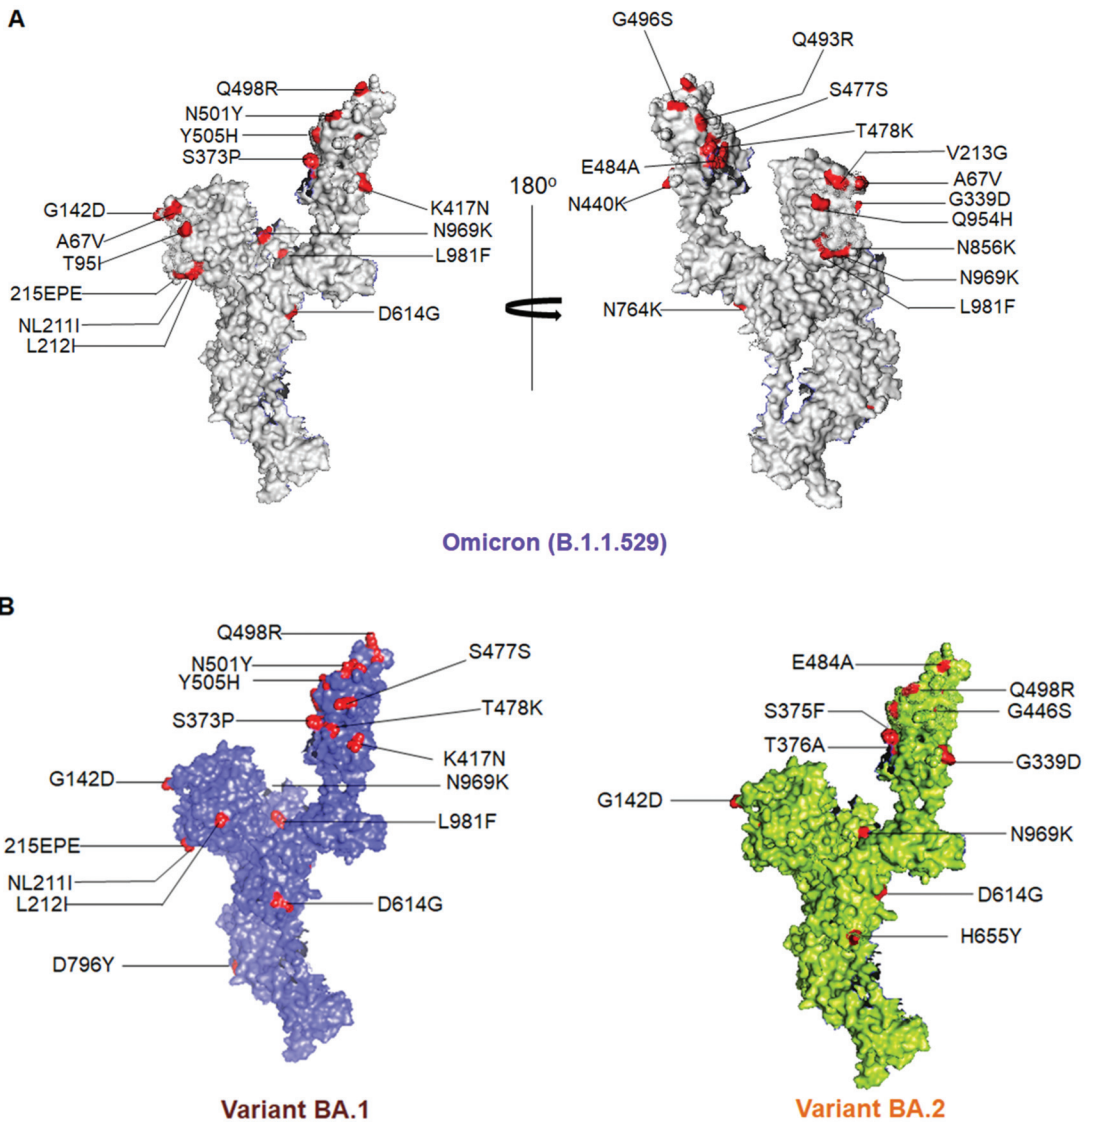 A
Q498R
N501Y
Y505H
S373P
G142D
A67V
T95I
215EPE
NL211I
L212I
K417N
N969K
L981F
D614G
180º
G496S
Q493R
S477S
T478K
E484A
N440K
V213G
A67V
G339D
Q954H
N856K
N969K
L981F
N764K
Omicron (B.1.1.529)
B
Q498R
N501Y
Y505H
S373P
G142D
215EPE
NL211I
L212I
D796Y
S477S
T478K
K417N
N969K
L981F
D614G
Variant BA.1
E484A
S375F
T376A
G142D
Q498R
G446S
G339D
N969K
D614G
H655Y
Variant BA.2